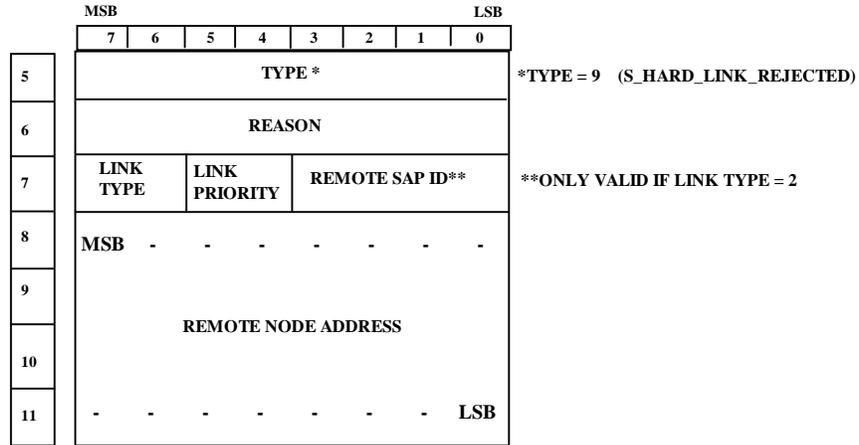 MSB LSB
7 6 5 4 3 2 1 0
5 TYPE * *TYPE = 9 (S_HARD_LINK_REJECTED)
6 REASON
7 LINK TYPE LINK PRIORITY REMOTE SAP ID** **ONLY VALID IF LINK TYPE = 2
8 MSB - - - - - - -
9
REMOTE NODE ADDRESS
10
11 - - - - - - - LSB